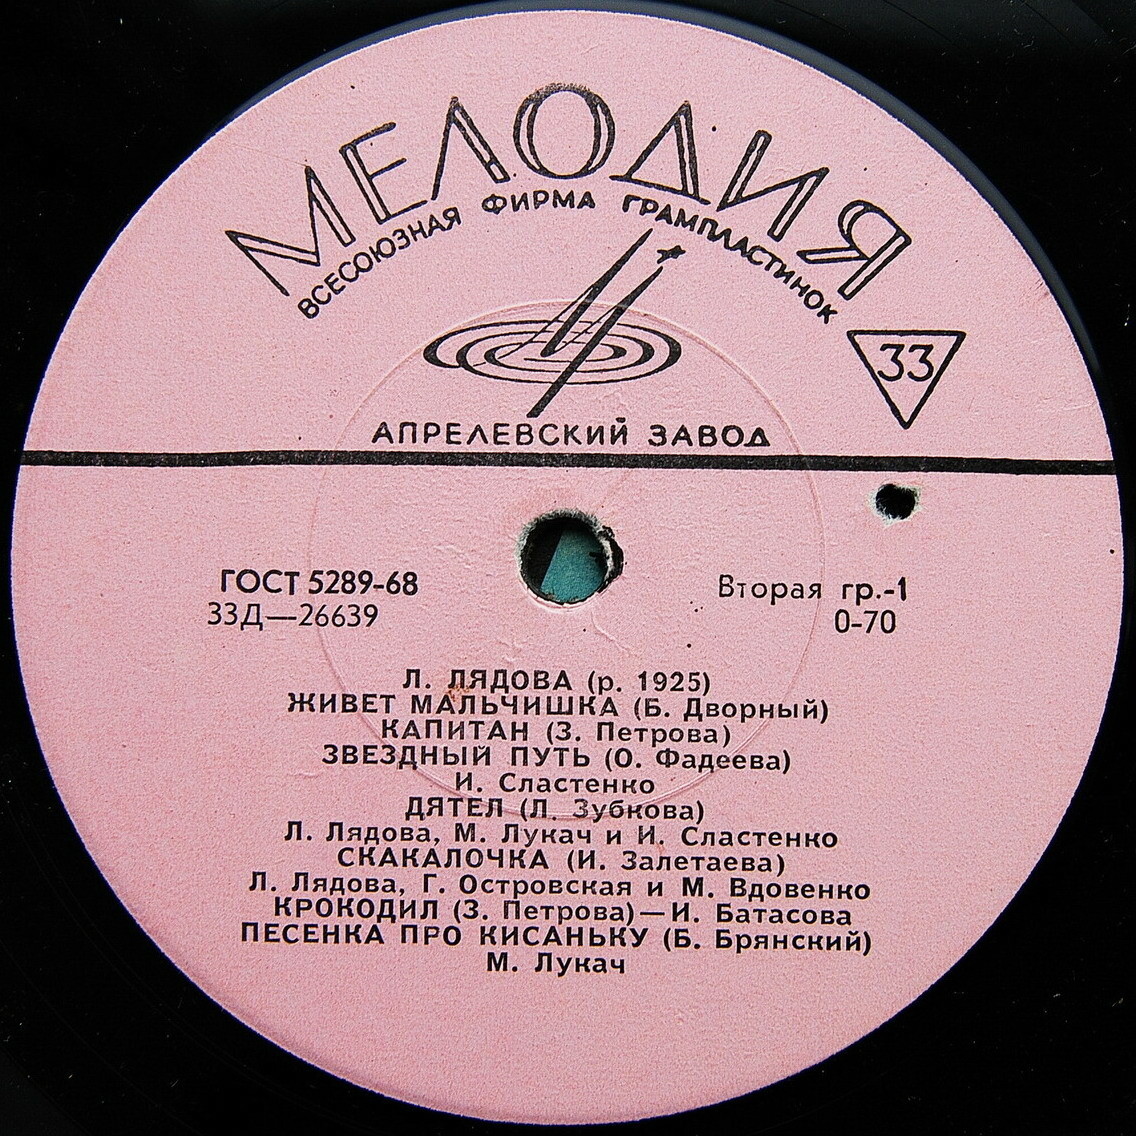 МЕЛОДИЯ
ВСЕСОЮЗНАЯ ФИРМА ГРАМПЛАСТИНОК
33
АПРЕЛЕВСКИЙ ЗАВОД
ГОСТ 5289-68
Вторая гр.-1
33Д—26639
0-70
Л. ЛЯДОВА (р. 1925)
ЖИВЕТ МАЛЬЧИШКА (Б. Дворный)
КАПИТАН (З. Петрова)
ЗВЕЗДНЫЙ ПУТЬ (О. Фадеева)
И. Сластенко
ДЯТЕЛ (Л. Зубкова)
Л. Лядова, М. Лукач и И. Сластенко
СКАКАЛОЧКА (И. Залетаева)
Л. Лядова, Г. Островская и М. Вдовенко
КРОКОДИЛ (З. Петрова)—И. Батасова
ПЕСЕНКА ПРО КИСАНЬКУ (Б. Брянский)
М. Лукач